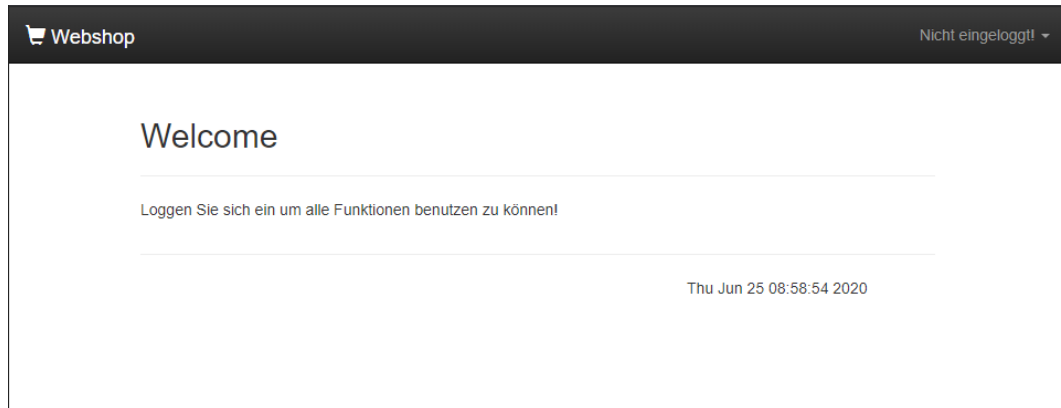 Webshop
Nicht eingeloggt!
Welcome
Loggen Sie sich ein um alle Funktionen benutzen zu können!
Thu Jun 25 08:58:54 2020